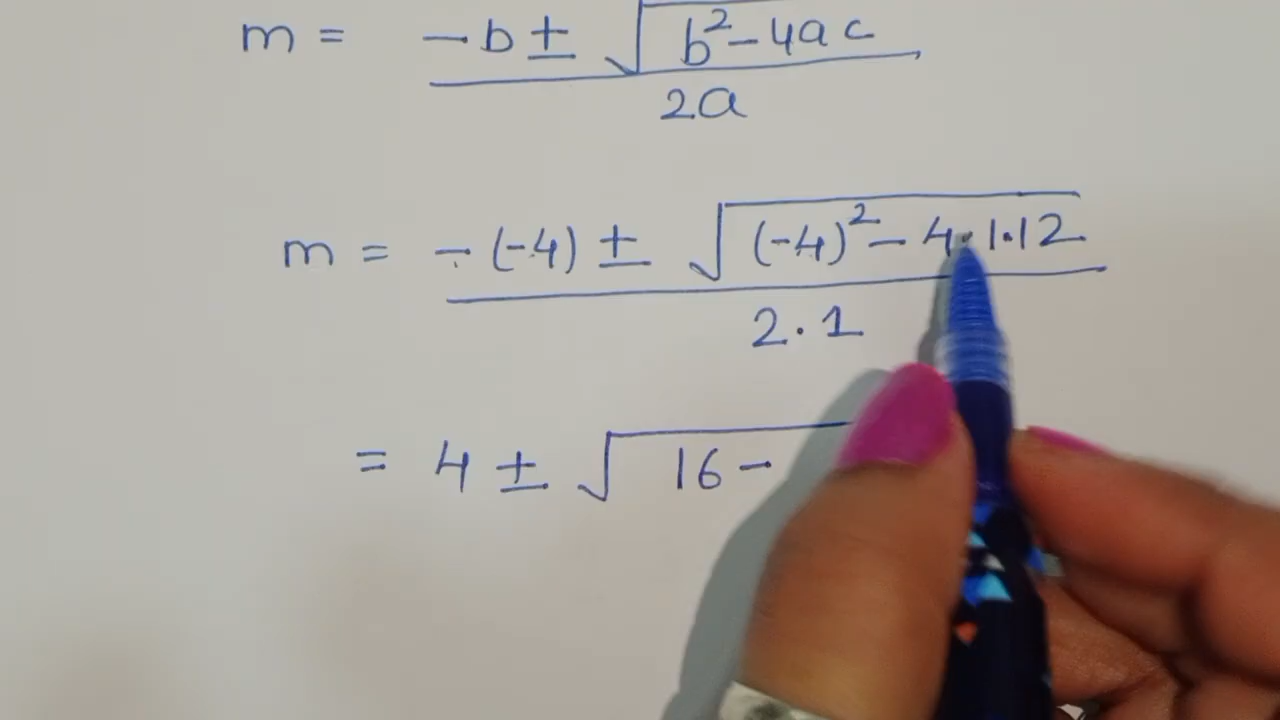 m = -b ± √b²-4ac
2a
m = -(-4) ± √(-4)² - 4·1·12
2·1
= 4 ± √16 -